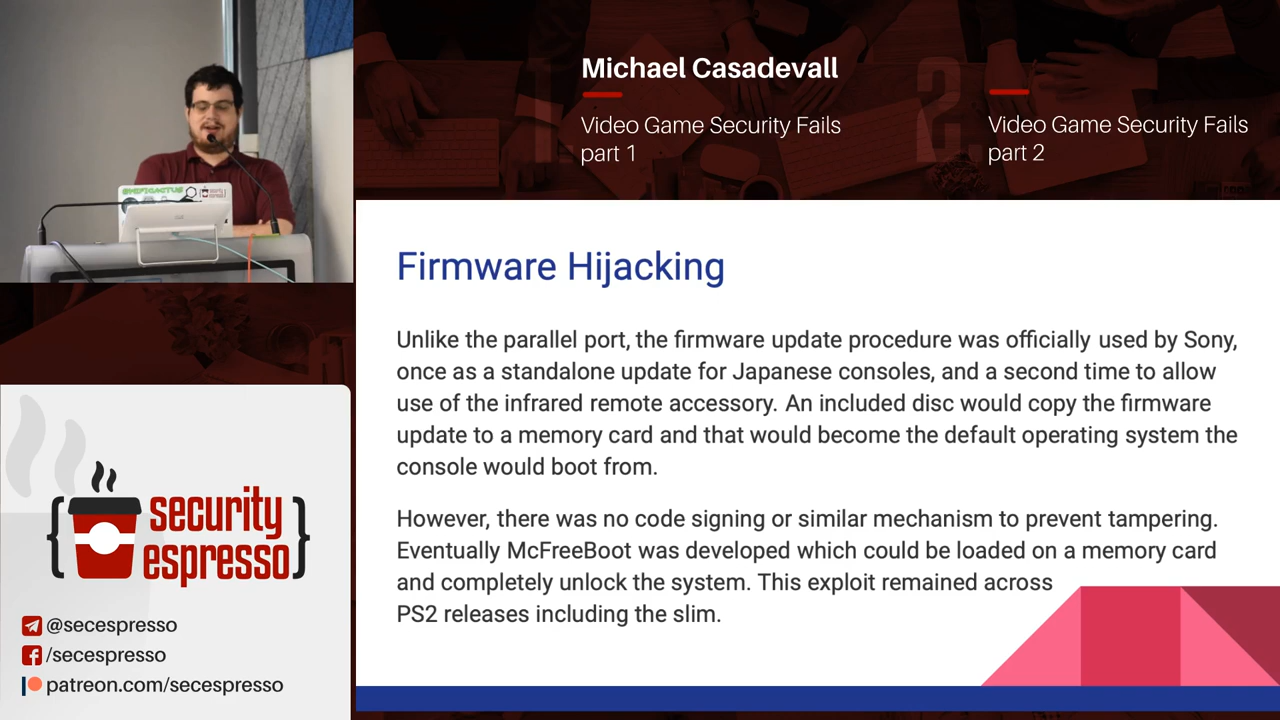 Michael Casadevall
Video Game Security Fails
part 1
Video Game Security Fails
part 2
Firmware Hijacking
Unlike the parallel port, the firmware update procedure was officially used by Sony,
once as a standalone update for Japanese consoles, and a second time to allow
use of the infrared remote accessory. An included disc would copy the firmware
update to a memory card and that would become the default operating system the
console would boot from.
However, there was no code signing or similar mechanism to prevent tampering.
Eventually McFreeBoot was developed which could be loaded on a memory card
and completely unlock the system. This exploit remained across
PS2 releases including the slim.
security
espresso
@secespresso
/secespresso
patreon.com/secespresso